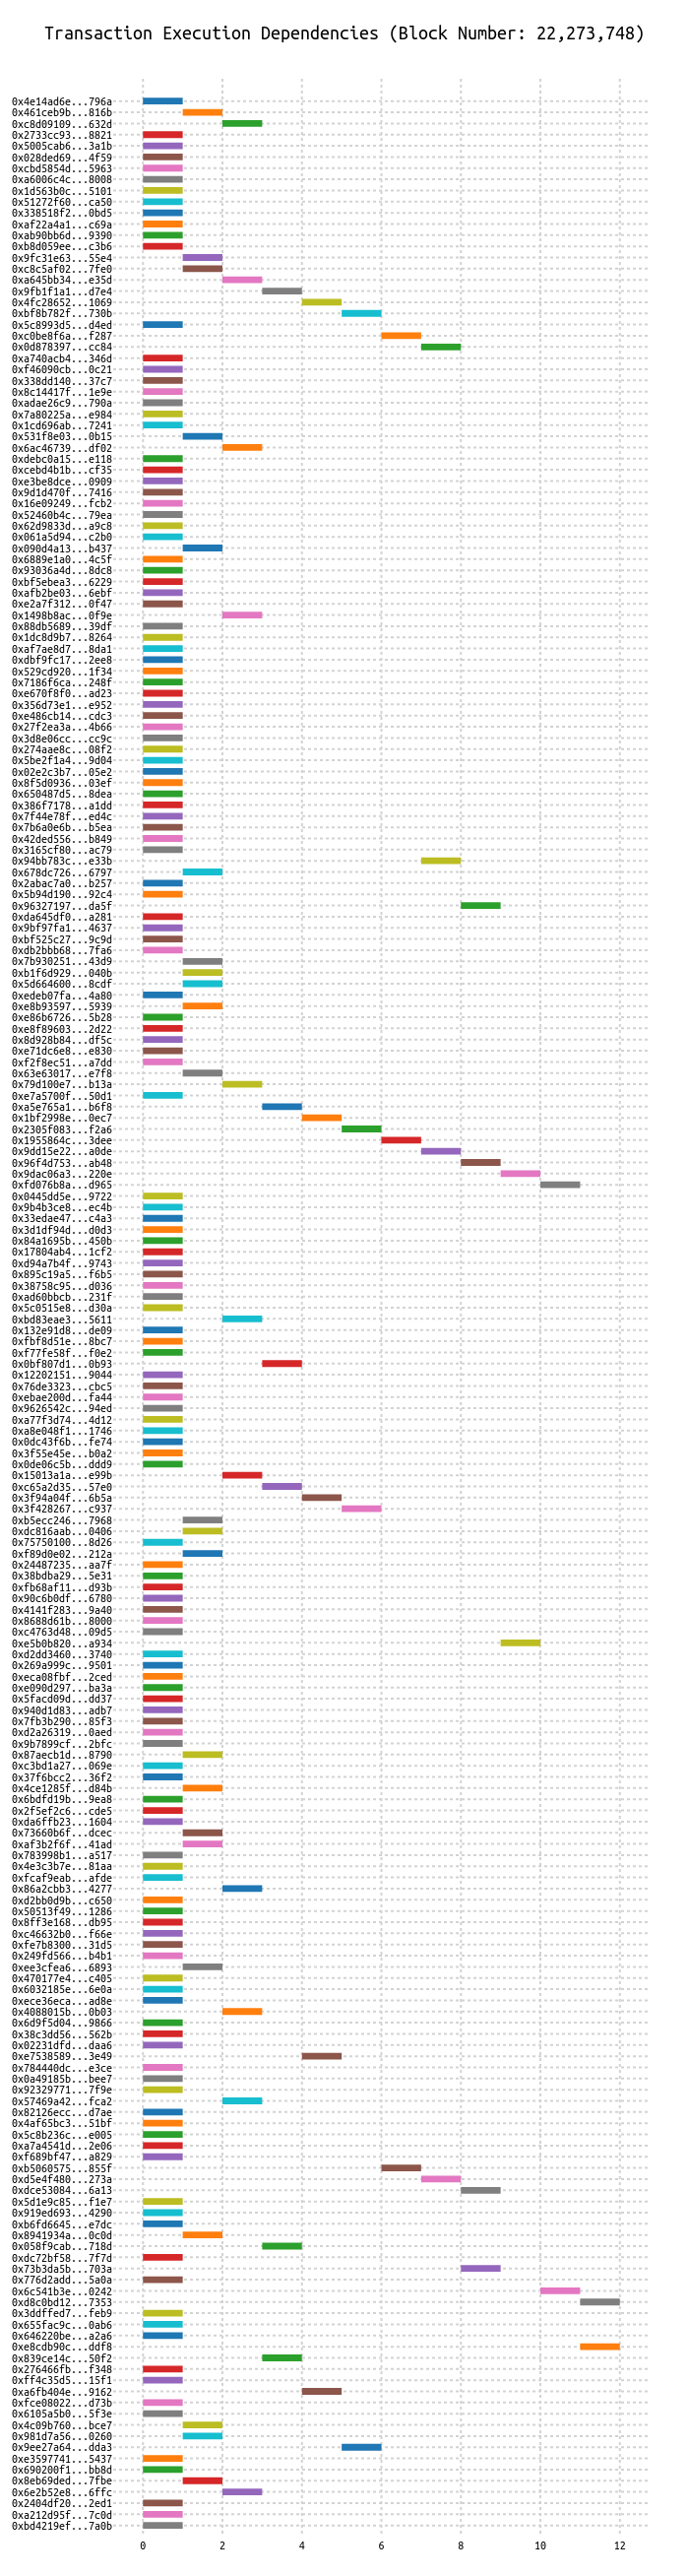 Transaction Execution Dependencies (Block Number: 22,273,748)
0x4e14ad6e...796a
0x461ceb9b...816b
0xc8d09109...632d
0x2733cc93...8821
0x5005cab6...3a1b
0x028ded69...4f59
0xcbd5854d...5963
0xa6006c4c...8008
0x1d563b0c...5101
0x51272f60...ca50
0x338518f2...0bd5
0xaf22a4a1...c69a
0xab90bb6d...9390
0xb8d059ee...c3b6
0x9fc31e63...55e4
0xc8c5af02...7fe0
0xa645bb34...e35d
0x9fb1f1a1...d7e4
0x4fc28652...1069
0xbf8b782f...730b
0x5c8993d5...d4ed
0xc0be8f6a...f287
0x0d878397...cc84
0xa740acb4...346d
0xf46090cb...0c21
0x338dd140...37c7
0x8c14417f...1e9e
0xadae26c9...790a
0x7a80225a...e984
0x1cd696ab...7241
0x531f8e03...0b15
0x6ac46739...df02
0xdebc0a15...e118
0xcebd4b1b...cf35
0xe3be8dce...0909
0x9d1d470f...7416
0x16e09249...fcb2
0x52460b4c...79ea
0x62d9833d...a9c8
0x061a5d94...c2b0
0x090d4a13...b437
0x6889e1a0...4c5f
0x93036a4d...8dc8
0xbf5ebea3...6229
0xafb2be03...6ebf
0xe2a7f312...0f47
0x1498b8ac...0f9e
0x88db5689...39df
0x1dc8d9b7...8264
0xaf7ae8d7...8da1
0xdbf9fc17...2ee8
0x529cd920...1f34
0x7186f6ca...248f
0xe670f8f0...ad23
0x356d73e1...e952
0xe486cb14...cdc3
0x27f2ea3a...4b66
0x3d8e06cc...cc9c
0x274aae8c...08f2
0x5be2f1a4...9d04
0x02e2c3b7...05e2
0x8f5d0936...03ef
0x650487d5...8dea
0x386f7178...a1dd
0x7f44e78f...ed4c
0x7b6a0e6b...b5ea
0x42ded556...b849
0x3165cf80...ac79
0x94bb783c...e33b
0x678dc726...6797
0x2abac7a0...b257
0x5b94d190...92c4
0x96327197...da5f
0xda645df0...a281
0x9bf97fa1...4637
0xbf525c27...9c9d
0xdb2bbb68...7fa6
0x7b930251...43d9
0xb1f6d929...040b
0x5d664600...8cdf
0xedeb07fa...4a80
0xe8b93597...5939
0xe86b6726...5b28
0xe8f89603...2d22
0x8d928b84...df5c
0xe71dc6e8...e830
0xf2f8ec51...a7dd
0x63e63017...e7f8
0x79d100e7...b13a
0xe7a5700f...50d1
0xa5e765a1...b6f8
0x1bf2998e...0ec7
0x2305f083...f2a6
0x1955864c...3dee
0x9dd15e22...a0de
0x96f4d753...ab48
0x9dac06a3...220e
0xfd076b8a...d965
0x0445dd5e...9722
0x9b4b3ce8...ec4b
0x33edae47...c4a3
0x3d1df94d...d0d3
0x84a1695b...450b
0x17804ab4...1cf2
0xd94a7b4f...9743
0x895c19a5...f6b5
0x38758c95...d036
0xad60bbcb...231f
0x5c0515e8...d30a
0xbd83eae3...5611
0x132e91d8...de09
0xfbf8d51e...8bc7
0xf77fe58f...f0e2
0x0bf807d1...0b93
0x12202151...9044
0x76de3323...cbc5
0xebae200d...fa44
0x9626542c...94ed
0xa77f3d74...4d12
0xa8e048f1...1746
0x0dc43f6b...fe74
0x3f55e45e...b0a2
0x0de06c5b...ddd9
0x15013a1a...e99b
0xc65a2d35...57e0
0x3f94a04f...6b5a
0x3f428267...c937
0xb5ecc246...7968
0xdc816aab...0406
0x75750100...8d26
0xf89d0e02...212a
0x24487235...aa7f
0x38bdba29...5e31
0xfb68af11...d93b
0x90c6b0df...6780
0x4141f283...9a40
0x8688d61b...8000
0xc4763d48...09d5
0xe5b0b820...a934
0xd2dd3460...3740
0x269a999c...9501
0xeca08fbf...2ced
0xe090d297...ba3a
0x5facd09d...dd37
0x940d1d83...adb7
0x7fb3b290...85f3
0xd2a26319...0aed
0x9b7899cf...2bfc
0x87aecb1d...8790
0xc3bd1a27...069e
0x37f6bcc2...36f2
0x4ce1285f...d84b
0x6bdfd19b...9ea8
0x2f5ef2c6...cde5
0xda6ffb23...1604
0x73660b6f...dcec
0xaf3b2f6f...41ad
0x783998b1...a517
0x4e3c3b7e...81aa
0xfcaf9eab...afde
0x86a2cbb3...4277
0xd2bb0d9b...c650
0x50513f49...1286
0x8ff3e168...db95
0xc46632b0...f66e
0xfe7b8300...31d5
0x249fd566...b4b1
0xee3cfea6...6893
0x470177e4...c405
0x6032185e...6e0a
0xece36eca...ad8e
0x4088015b...0b03
0x6d9f5d04...9866
0x38c3dd56...562b
0x02231dfd...daa6
0xe7538589...3e49
0x784440dc...e3ce
0x0a49185b...bee7
0x92329771...7f9e
0x57469a42...fca2
0x82126ecc...d7ae
0x4af65bc3...51bf
0x5c8b236c...e005
0xa7a4541d...2e06
0xf689bf47...a829
0xb5060575...855f
0xd5e4f480...273a
0xdce53084...6a13
0x5d1e9c85...f1e7
0x919ed693...4290
0xb6fd6645...e7dc
0x8941934a...0c0d
0x058f9cab...718d
0xdc72bf58...7f7d
0x73b3da5b...703a
0x776d2add...5a0a
0x6c541b3e...0242
0xd8c0bd12...7353
0x3ddffed7...feb9
0x655fac9c...0ab6
0x646220be...a2a6
0xe8cdb90c...ddf8
0x839ce14c...50f2
0x276466fb...f348
0xff4c35d5...15f1
0xa6fb404e...9162
0xfce08022...d73b
0x6105a5b0...5f3e
0x4c09b760...bce7
0x981d7a56...0260
0x9ee27a64...dda3
0xe3597741...5437
0x690200f1...bb8d
0x8eb69ded...7fbe
0x6e2b52e8...6ffc
0x2404df20...2ed1
0xa212d95f...7c0d
0xbd4219ef...7a0b
0 2 4 6 8 10 12